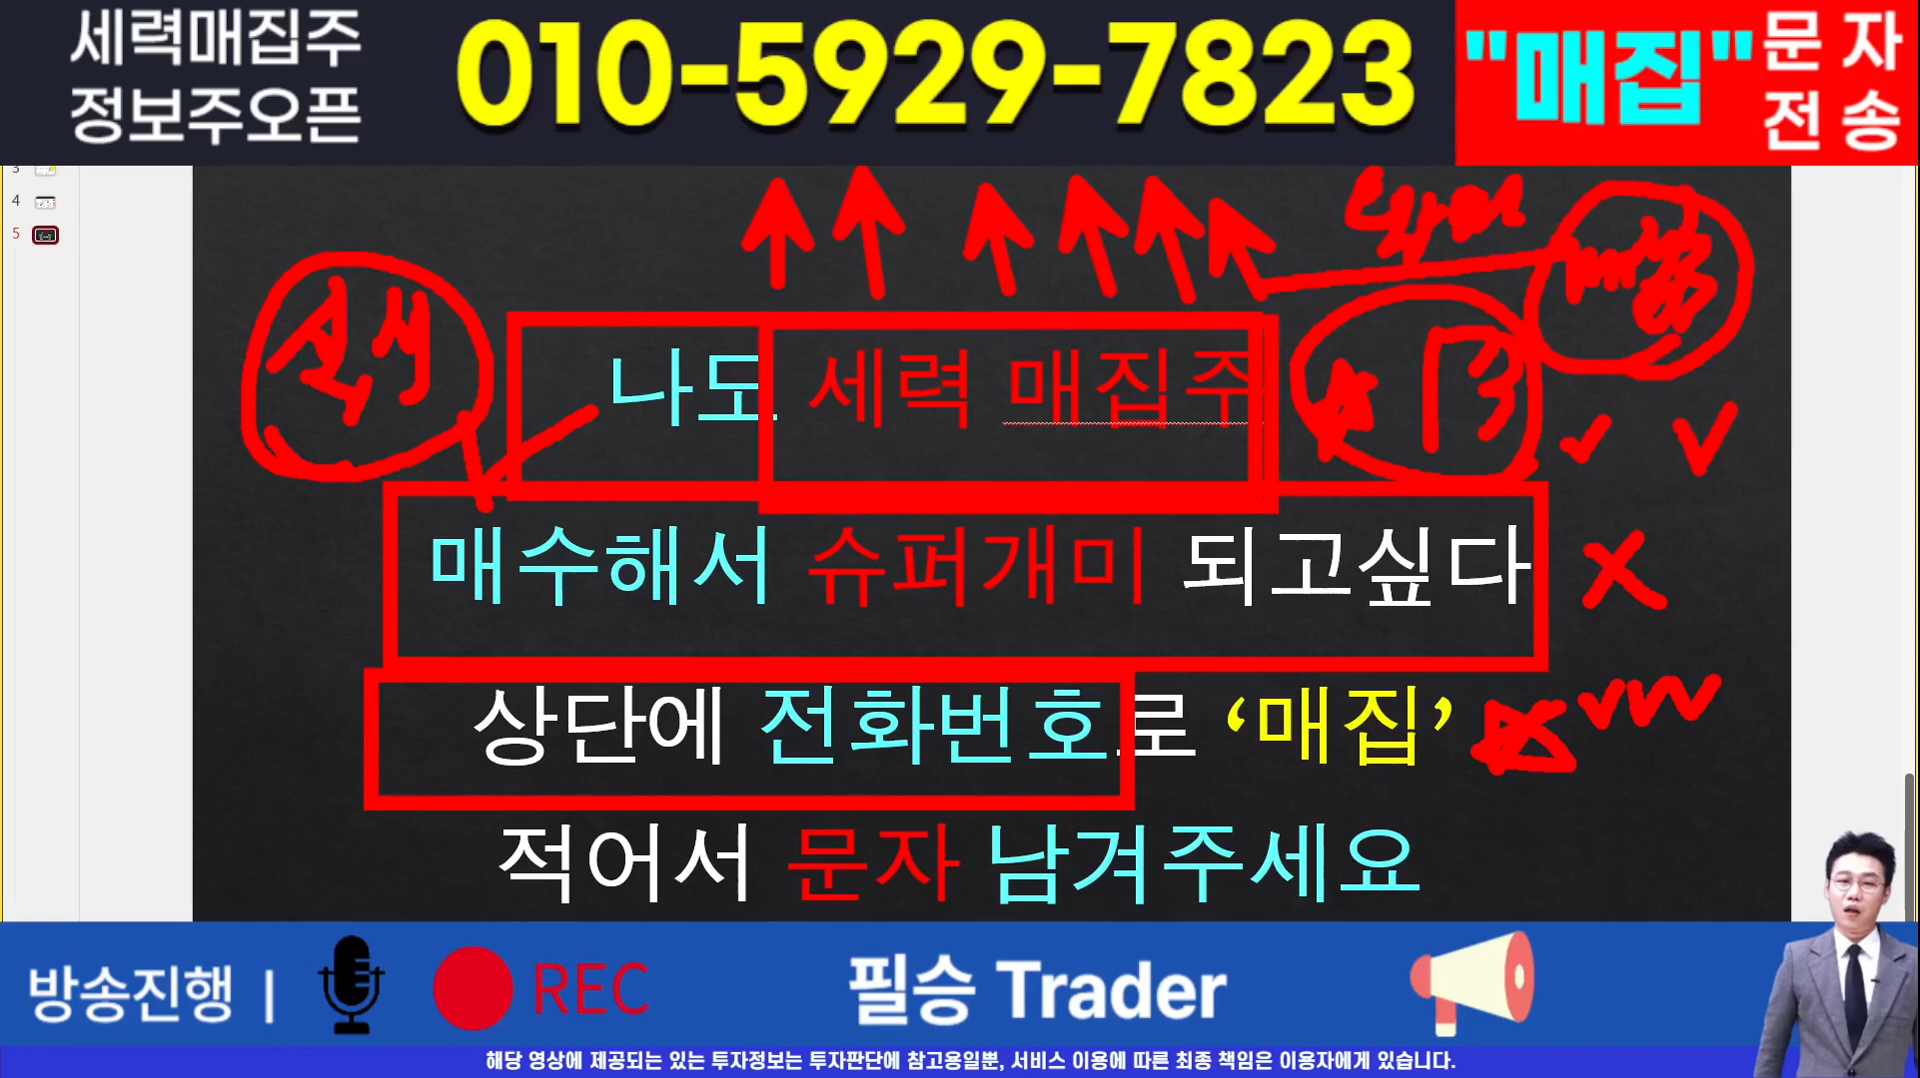 세력매집주
정보주오픈
010-5929-7823
"매집"
문자
전송
3
4
5
나도 세력 매집주
매수해서 슈퍼개미 되고싶다
상단에 전화번호로 ‘매집’
적어서 문자 남겨주세요
방송진행 |
REC
필승 Trader
해당 영상에 제공되는 있는 투자정보는 투자판단에 참고용일뿐, 서비스 이용에 따른 최종 책임은 이용자에게 있습니다.